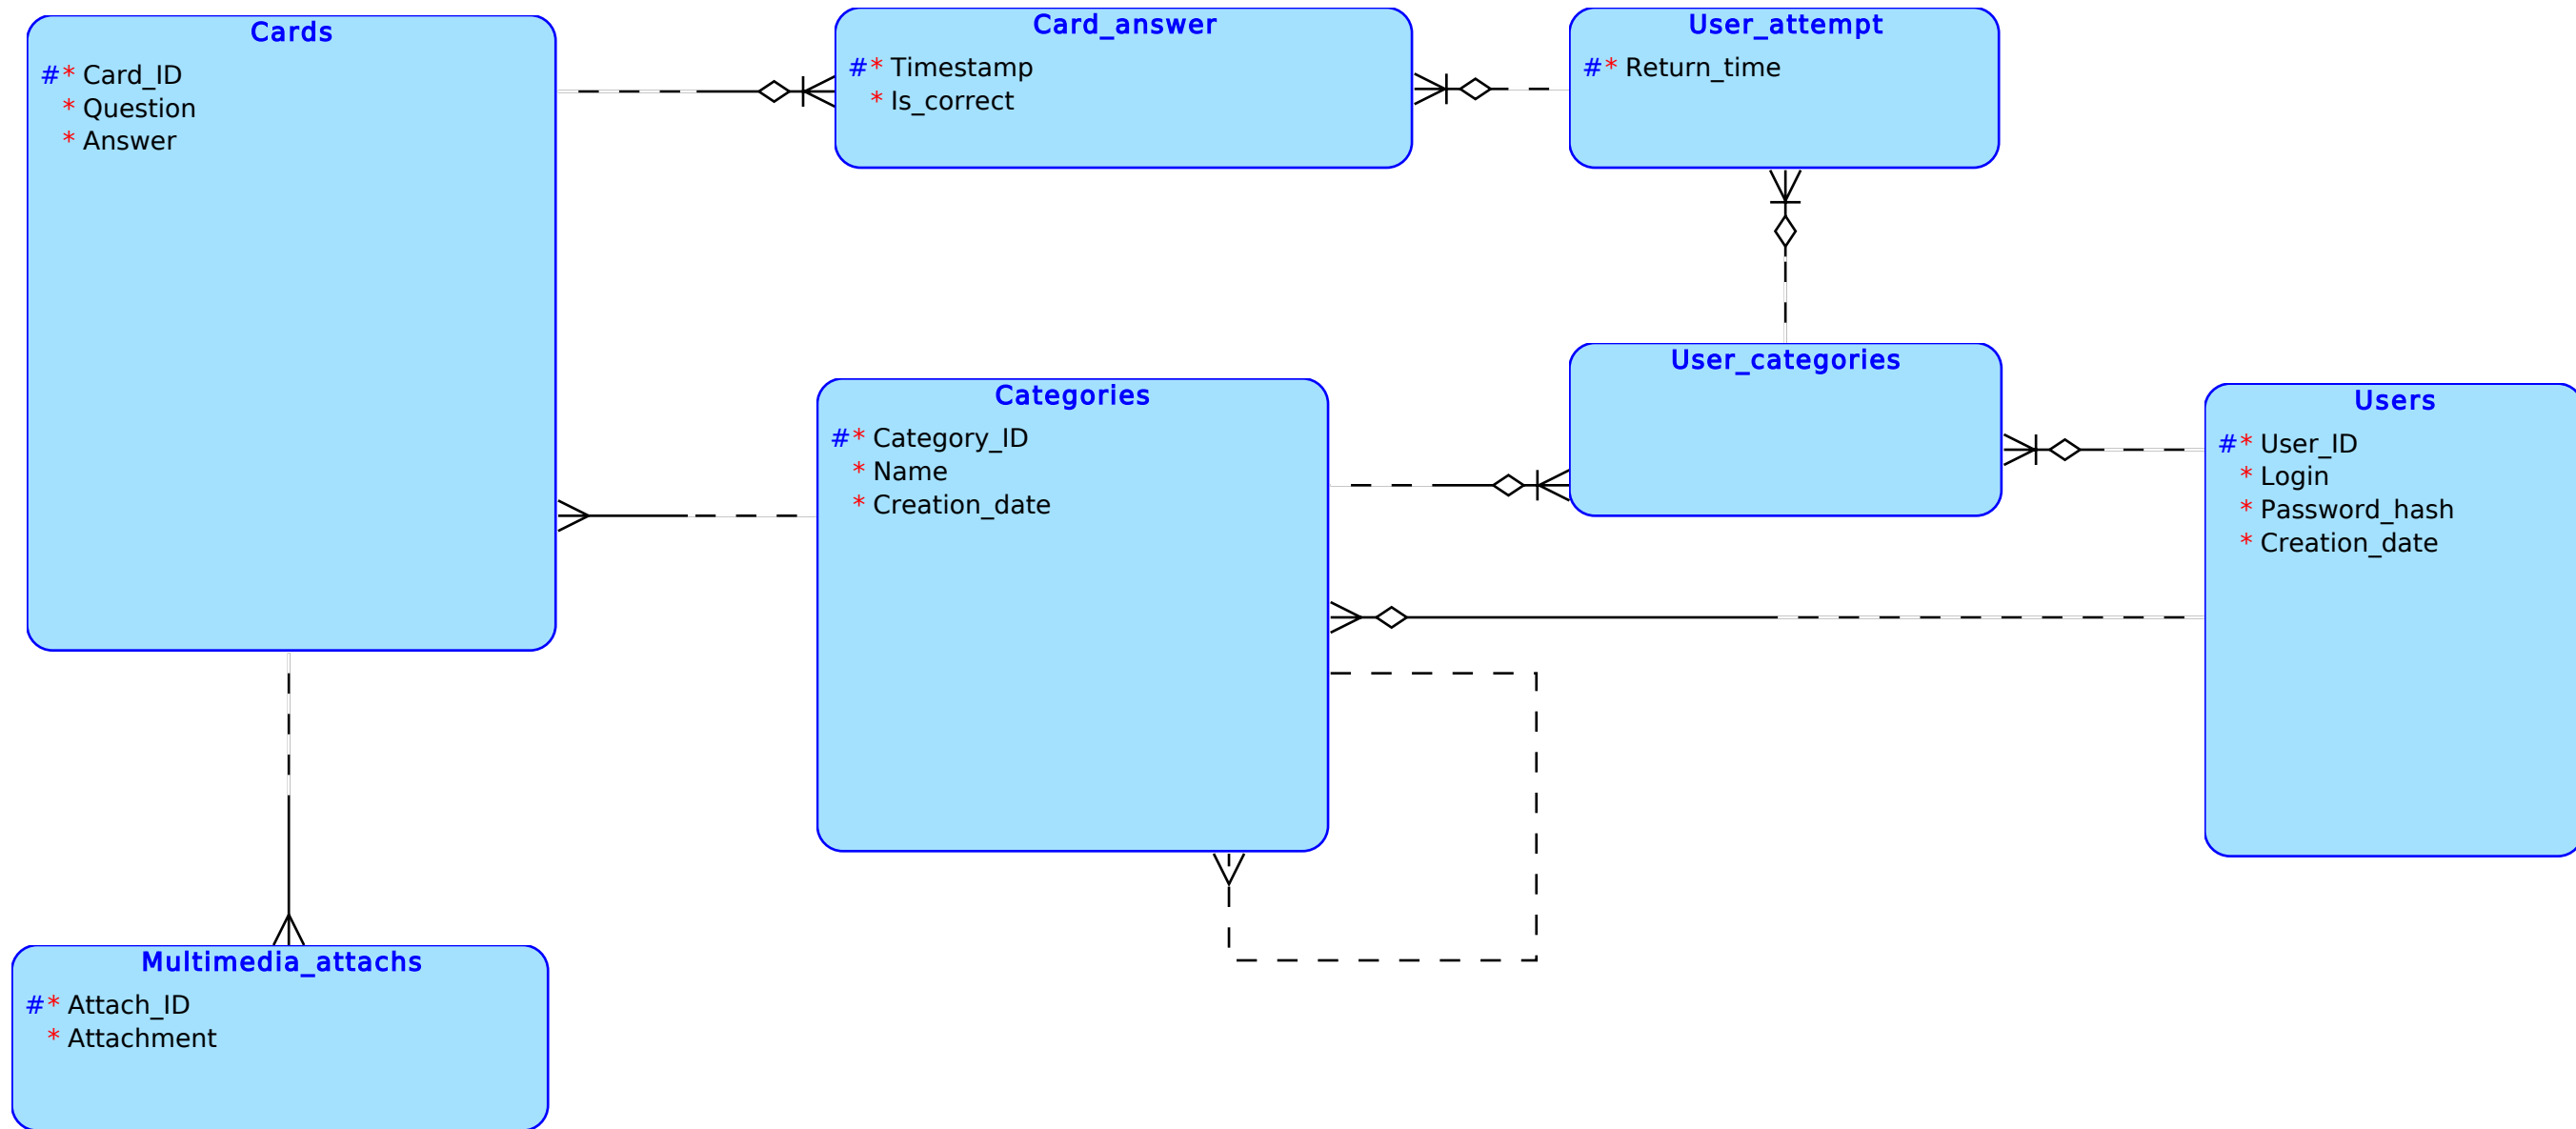 Cards
#* Card_ID
* Question
* Answer
Card_answer
#* Timestamp
* Is_correct
User_attempt
#* Return_time
Categories
#* Category_ID
* Name
* Creation_date
User_categories
Users
#* User_ID
* Login
* Password_hash
* Creation_date
Multimedia_attachs
#* Attach_ID
* Attachment